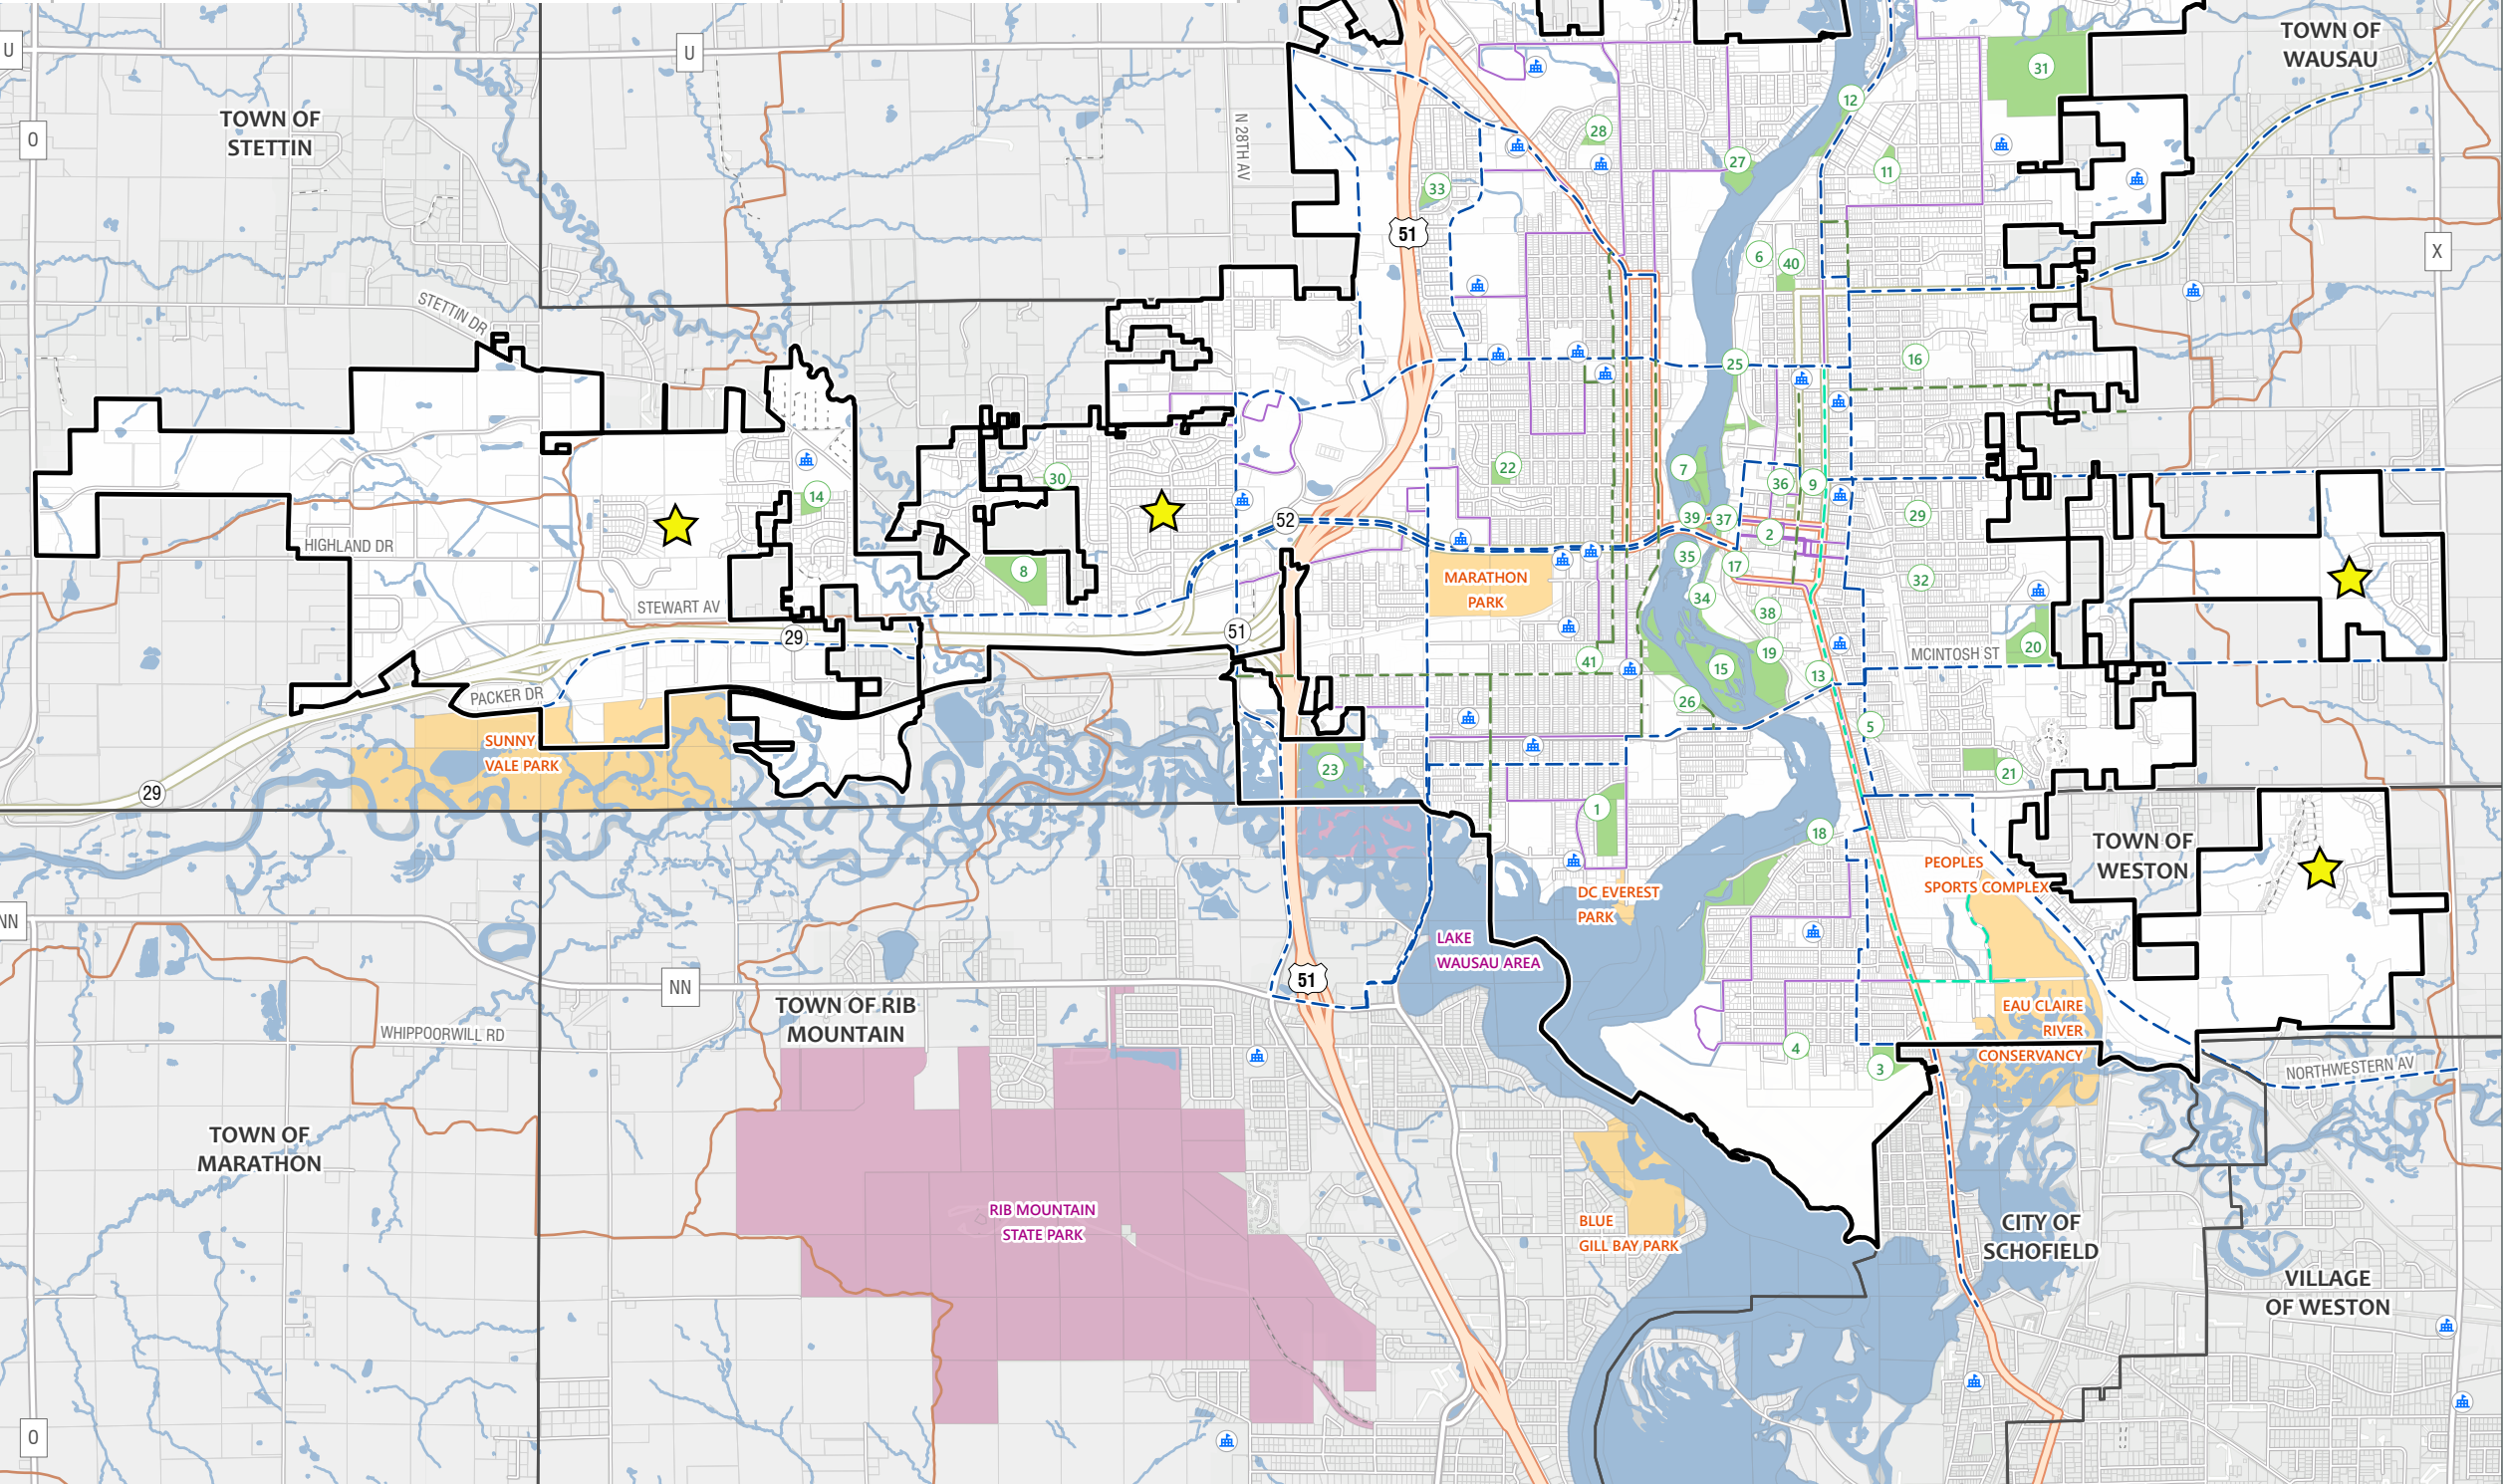 TOWN OF
WAUSAU
U
U
31
12
28
O
TOWN OF
STETTIN
N 28TH AV
27
11
33
51
X
6
40
STETTIN DR
25
16
22
7
30
36
9
14
29
52
39
37
2
HIGHLAND DR
35
17
8
MARATHON
PARK
32
34
STEWART AV
38
29
51
20
19
MCINTOSH ST
41
15
13
PACKER DR
26
5
SUNNY
VALE PARK
23
21
29
1
18
TOWN OF
WESTON
PEOPLES
SPORTS COMPLEX
DC EVEREST
PARK
NN
LAKE
WAUSAU AREA
51
NN
TOWN OF RIB
MOUNTAIN
EAU CLAIRE
RIVER
CONSERVANCY
WHIPPOORWILL RD
4
3
NORTHWESTERN AV
TOWN OF
MARATHON
RIB MOUNTAIN
STATE PARK
BLUE
GILL BAY PARK
CITY OF
SCHOFIELD
VILLAGE
OF WESTON
O